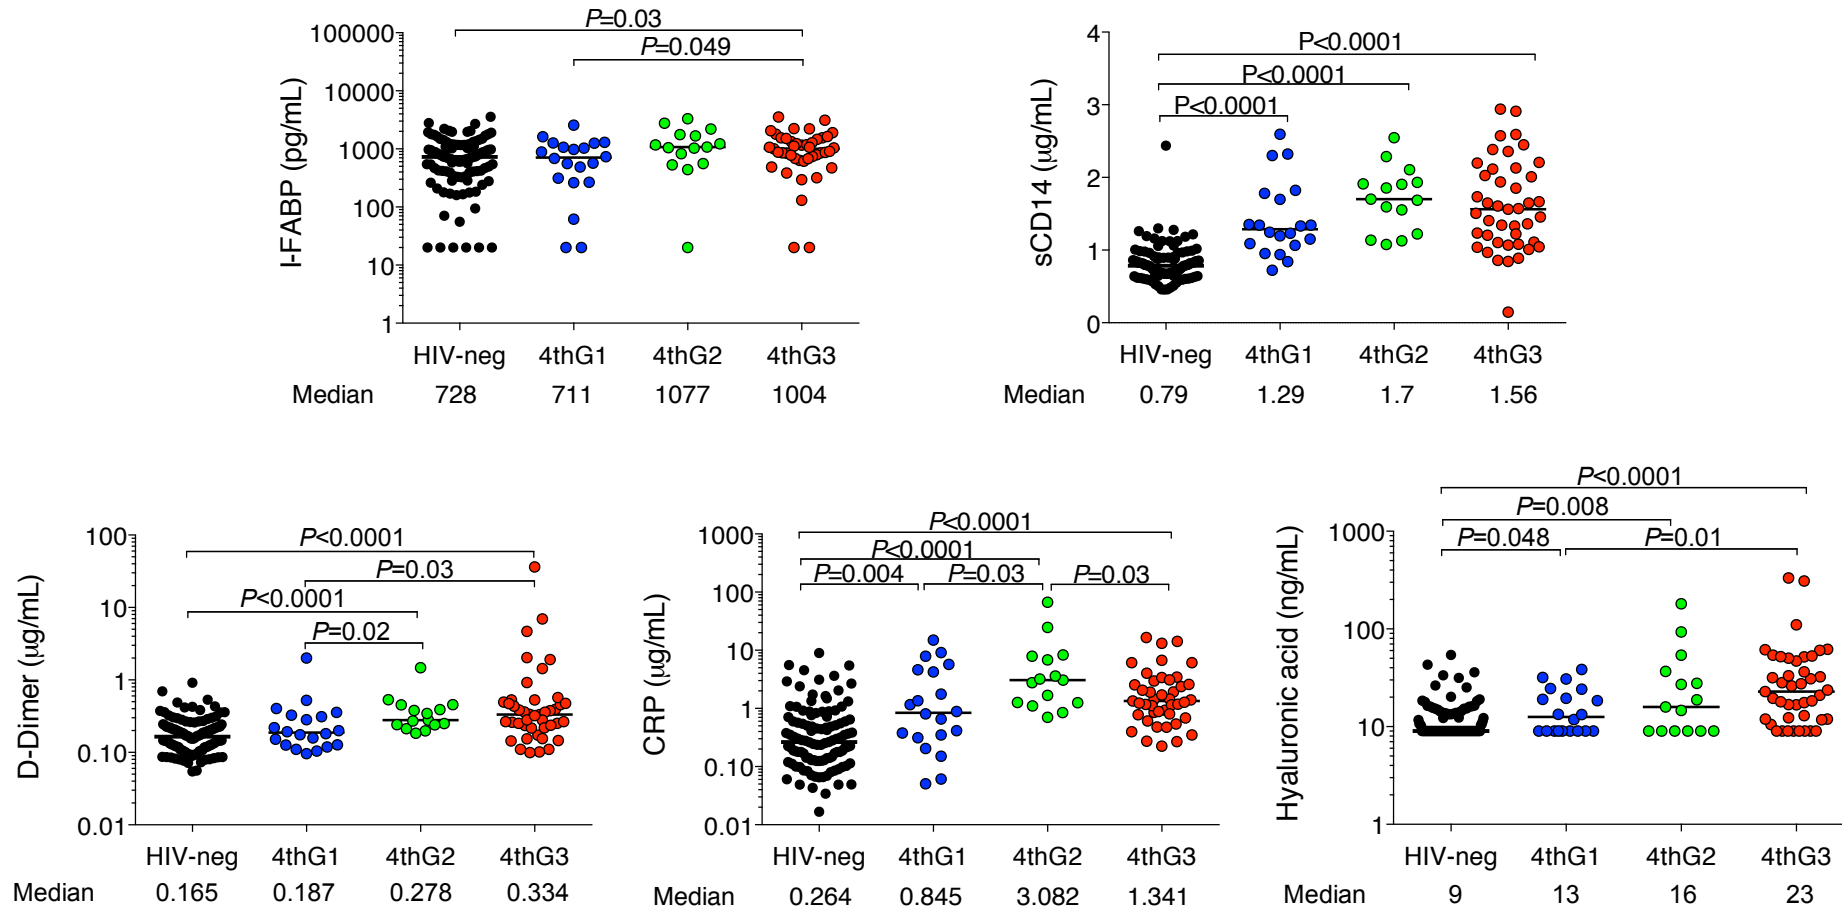 P=0.03
P=0.049
100000
10000
1000
100
10
1
I-FABP (pg/mL)
HIV-neg 4thG1 4thG2 4thG3
Median 728 711 1077 1004
P<0.0001
P<0.0001
P<0.0001
4
3
2
1
0
sCD14 (µg/mL)
HIV-neg 4thG1 4thG2 4thG3
Median 0.79 1.29 1.7 1.56
P<0.0001
P=0.03
P<0.0001
P=0.02
100
10
1
0.10
0.01
D-Dimer (µg/mL)
HIV-neg 4thG1 4thG2 4thG3
Median 0.165 0.187 0.278 0.334
P<0.0001
P<0.0001
P=0.004 P=0.03 P=0.03
1000
100
10
1
0.10
0.01
CRP (µg/mL)
HIV-neg 4thG1 4thG2 4thG3
Median 0.264 0.845 3.082 1.341
P<0.0001
P=0.008
P=0.048 P=0.01
1000
100
10
1
Hyaluronic acid (ng/mL)
HIV-neg 4thG1 4thG2 4thG3
Median 9 13 16 23